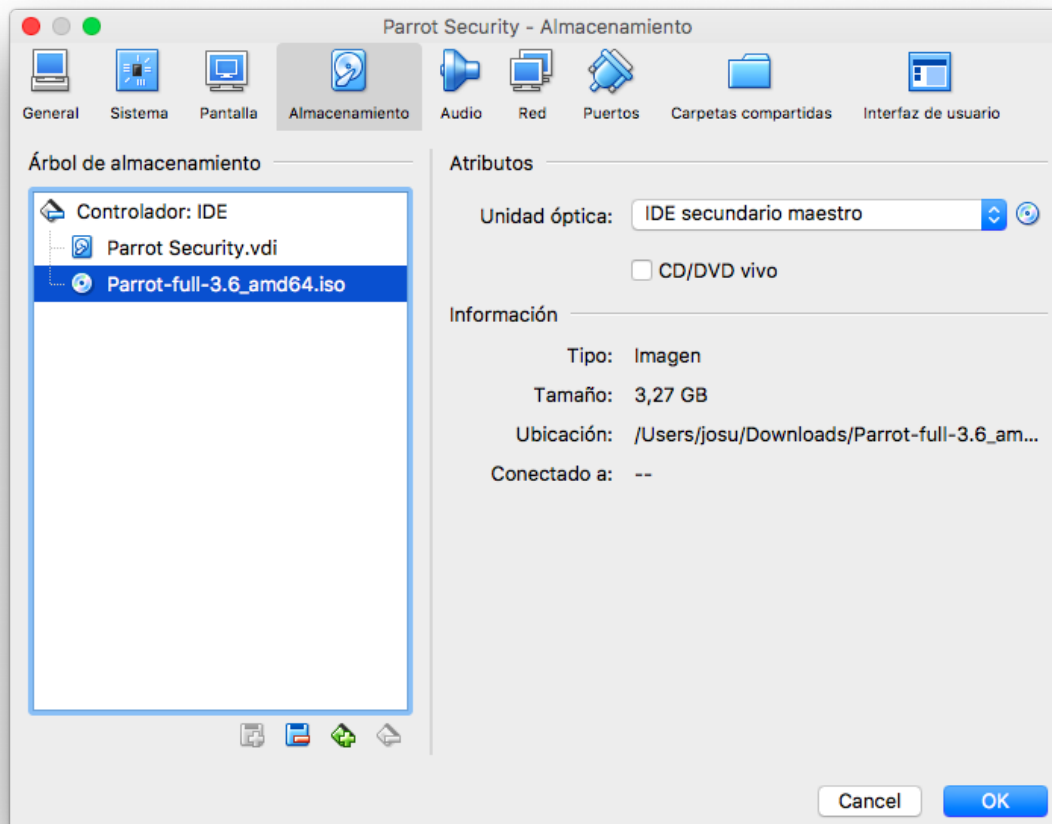 Parrot Security - Almacenamiento
General Sistema Pantalla Almacenamiento Audio Red Puertos Carpetas compartidas Interfaz de usuario
Árbol de almacenamiento
Controlador: IDE
Parrot Security.vdi
Parrot-full-3.6_amd64.iso
Atributos
Unidad óptica: IDE secundario maestro
CD/DVD vivo
Información
Tipo: Imagen
Tamaño: 3,27 GB
Ubicación: /Users/josu/Downloads/Parrot-full-3.6_am...
Conectado a: --
Cancel OK